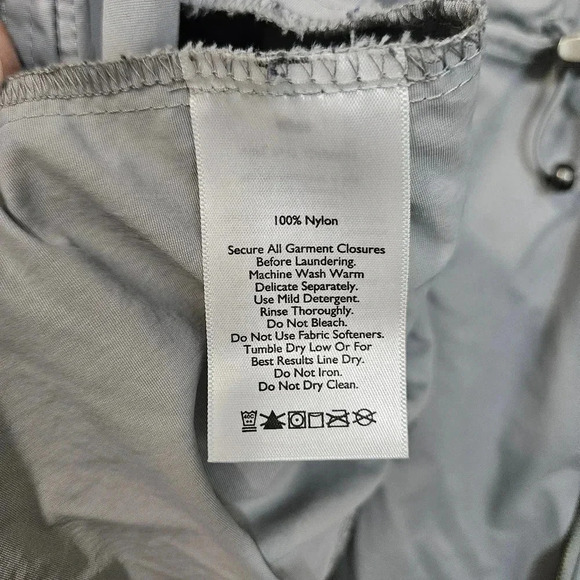 100% Nylon
Secure All Garment Closures
Before Laundering.
Machine Wash Warm
Delicate Separately.
Use Mild Detergent.
Rinse Thoroughly.
Do Not Bleach.
Do Not Use Fabric Softeners.
Tumble Dry Low Or For
Best Results Line Dry.
Do Not Iron.
Do Not Dry Clean.